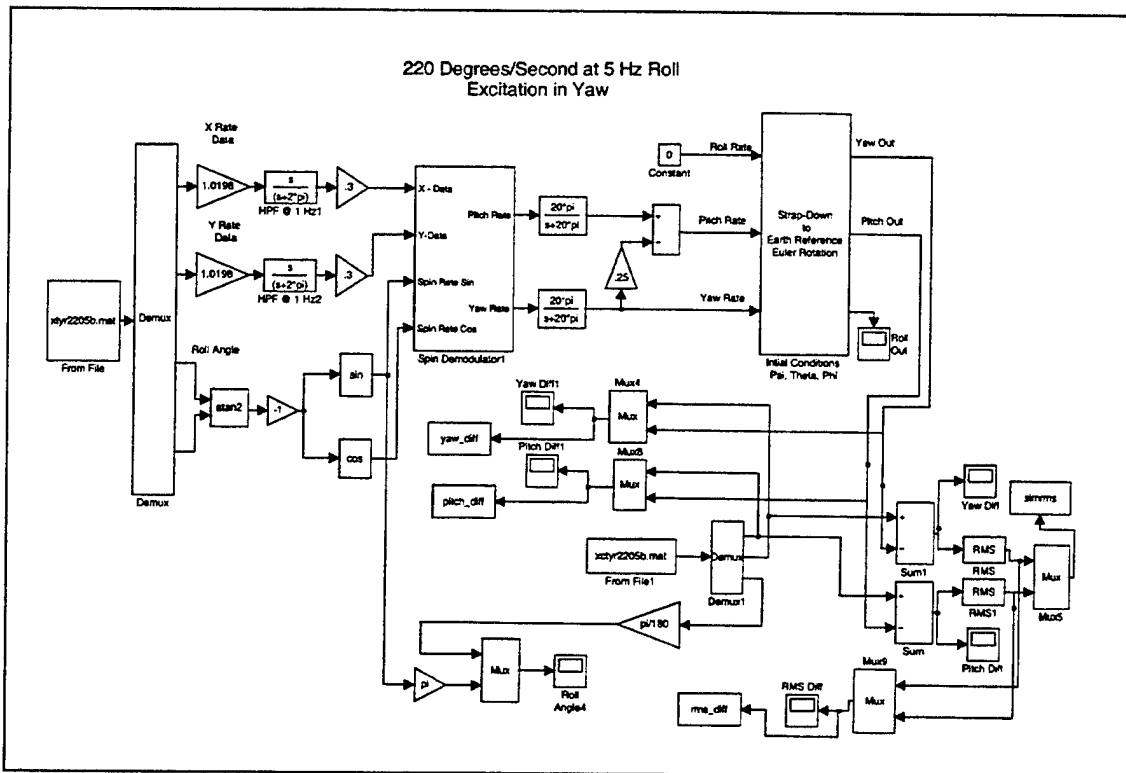 220 Degrees/Second at 5 Hz Roll
Excitation in Yaw
X Rate
Data
1.0198
s
(s+2*pi)
HPF @ 1 Hz1
.3
Y Rate
Data
1.0198
s
(s+2*pi)
HPF @ 1 Hz2
.3
xtyr2205b.mat
From File
Demux
Demux
Roll Angle
atan2
-1
sin
cos
X - Data
Y-Data
Spin Rate Sin
Spin Rate Cos
Pitch Rate
Yaw Rate
Spin Demodulator1
20*pi
s+20*pi
20*pi
s+20*pi
+
−
.25
0
Constant
Roll Rate
Pitch Rate
Yaw Rate
Strap-Down
to
Earth Reference
Euler Rotation
Initial Conditions
Psi, Theta, Phi
Yaw Out
Pitch Out
Roll
Out
Yaw Diff1
Mux4
Mux
yaw_diff
Pitch Diff1
Mux8
Mux
pitch_diff
xctyr2205b.mat
From File1
Demux
Demux1
pi/180
pi
Mux
Roll
Angle4
+
−
Sum1
+
−
Sum
Yaw Diff
RMS
RMS
RMS
RMS1
Pitch Diff
simrms
Mux
Mux5
Mux9
Mux
RMS Diff
rms_diff